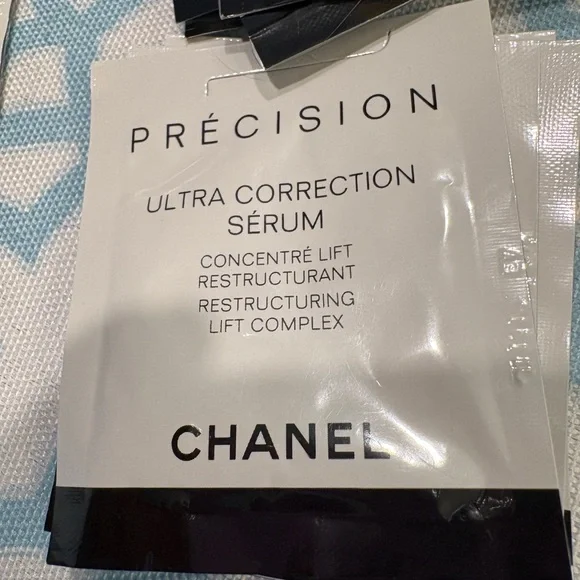 PRÉCISION
ULTRA CORRECTION
SÉRUM
CONCENTRÉ LIFT
RESTRUCTURANT
RESTRUCTURING
LIFT COMPLEX
CHANEL